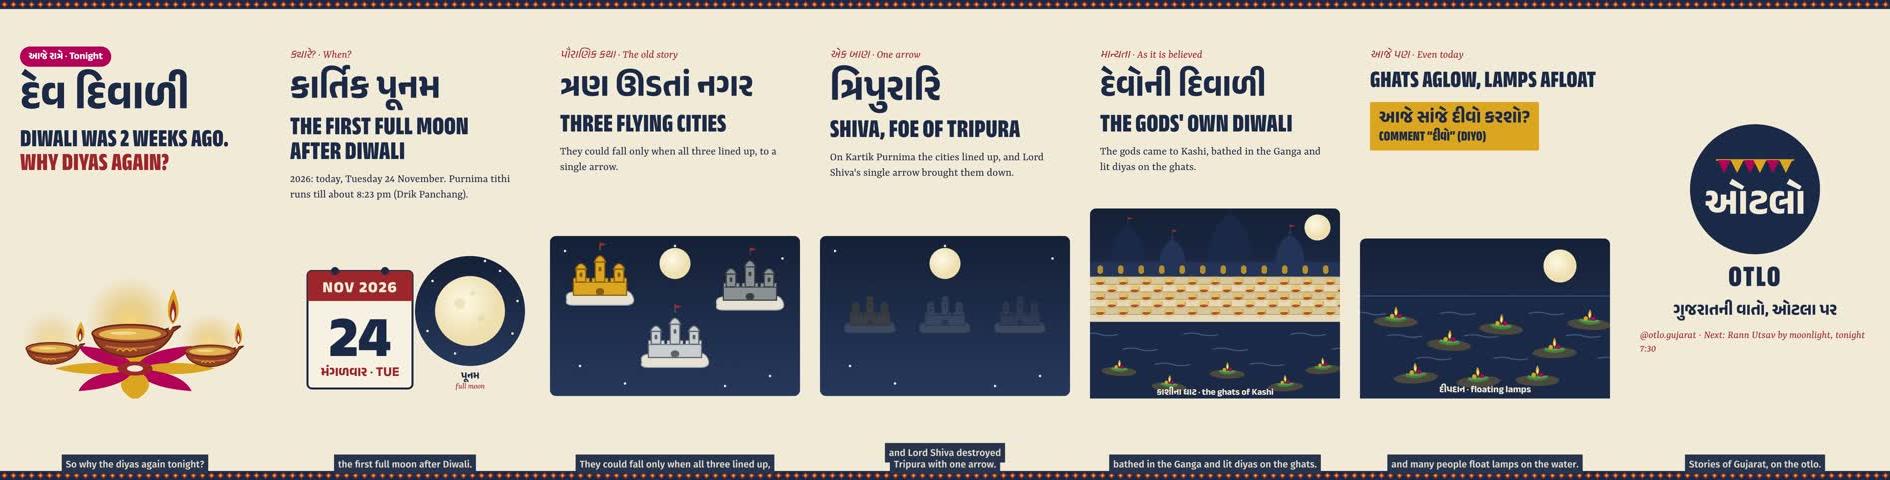 આજે રાત્રે · Tonight
દેવ દિવાળી
DIWALI WAS 2 WEEKS AGO.
WHY DIYAS AGAIN?
So why the diyas again tonight?
ક્યારે? · When?
કાર્તિક પૂનમ
THE FIRST FULL MOON
AFTER DIWALI
2026: today, Tuesday 24 November. Purnima tithi
runs till about 8:23 pm (Drik Panchang).
NOV 2026
24
મંગળવાર · TUE
પૂનમ
full moon
the first full moon after Diwali.
પૌરાણિક કથા · The old story
ત્રણ ઊડતાં નગર
THREE FLYING CITIES
They could fall only when all three lined up, to a
single arrow.
They could fall only when all three lined up,
એક બાણ · One arrow
ત્રિપુરારિ
SHIVA, FOE OF TRIPURA
On Kartik Purnima the cities lined up, and Lord
Shiva's single arrow brought them down.
and Lord Shiva destroyed
Tripura with one arrow.
માન્યતા · As it is believed
દેવોની દિવાળી
THE GODS' OWN DIWALI
The gods came to Kashi, bathed in the Ganga and
lit diyas on the ghats.
કાશીના ઘાટ · the ghats of Kashi
bathed in the Ganga and lit diyas on the ghats.
આજે પણ · Even today
GHATS AGLOW, LAMPS AFLOAT
આજે સાંજે દીવો કરશો?
COMMENT "દીવો" (DIYO)
દીપદાન · floating lamps
and many people float lamps on the water.
ઓટલો
OTLO
ગુજરાતની વાતો, ઓટલા પર
@otlo.gujarat · Next: Rann Utsav by moonlight, tonight
7:30
Stories of Gujarat, on the otlo.